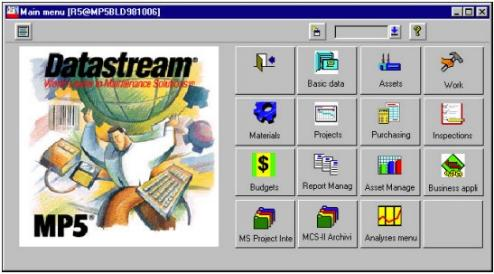 Main menu [R5@MP5BLD981006]
Datastream
World Leader in Maintenance Solutions
MP5
Basic data
Assets
Work
Materials
Projects
Purchasing
Inspections
$
Budgets
Report Manag
Asset Manage
Business appli
MS Project Inte
MCS-II Archivi
Analyses menu